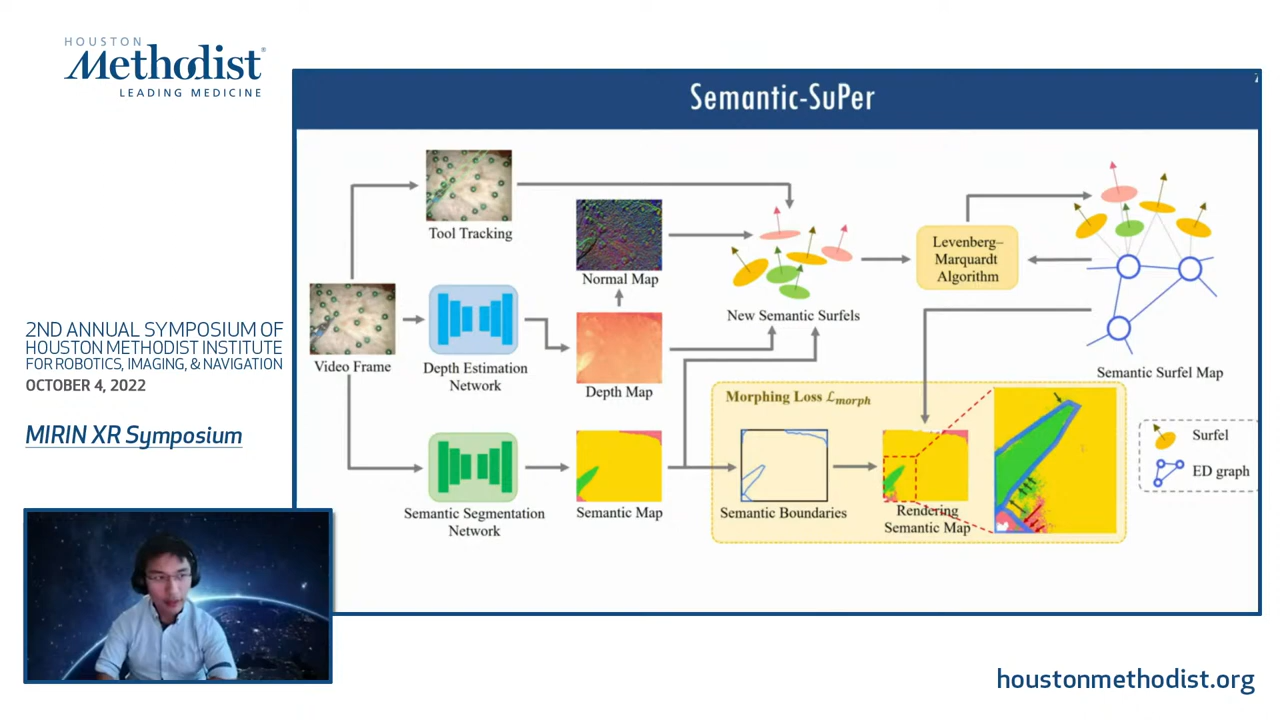 HOUSTON
Methodist®
LEADING MEDICINE
2ND ANNUAL SYMPOSIUM OF
HOUSTON METHODIST INSTITUTE
FOR ROBOTICS, IMAGING, & NAVIGATION
OCTOBER 4, 2022
MIRIN XR Symposium
7
Semantic-SuPer
Tool Tracking
Normal Map
Video Frame
Depth Estimation
Network
Depth Map
New Semantic Surfels
Levenberg–
Marquardt
Algorithm
Semantic Surfel Map
Semantic Segmentation
Network
Semantic Map
Morphing Loss ℒmorph
Semantic Boundaries
Rendering
Semantic Map
Surfel
ED graph
houstonmethodist.org